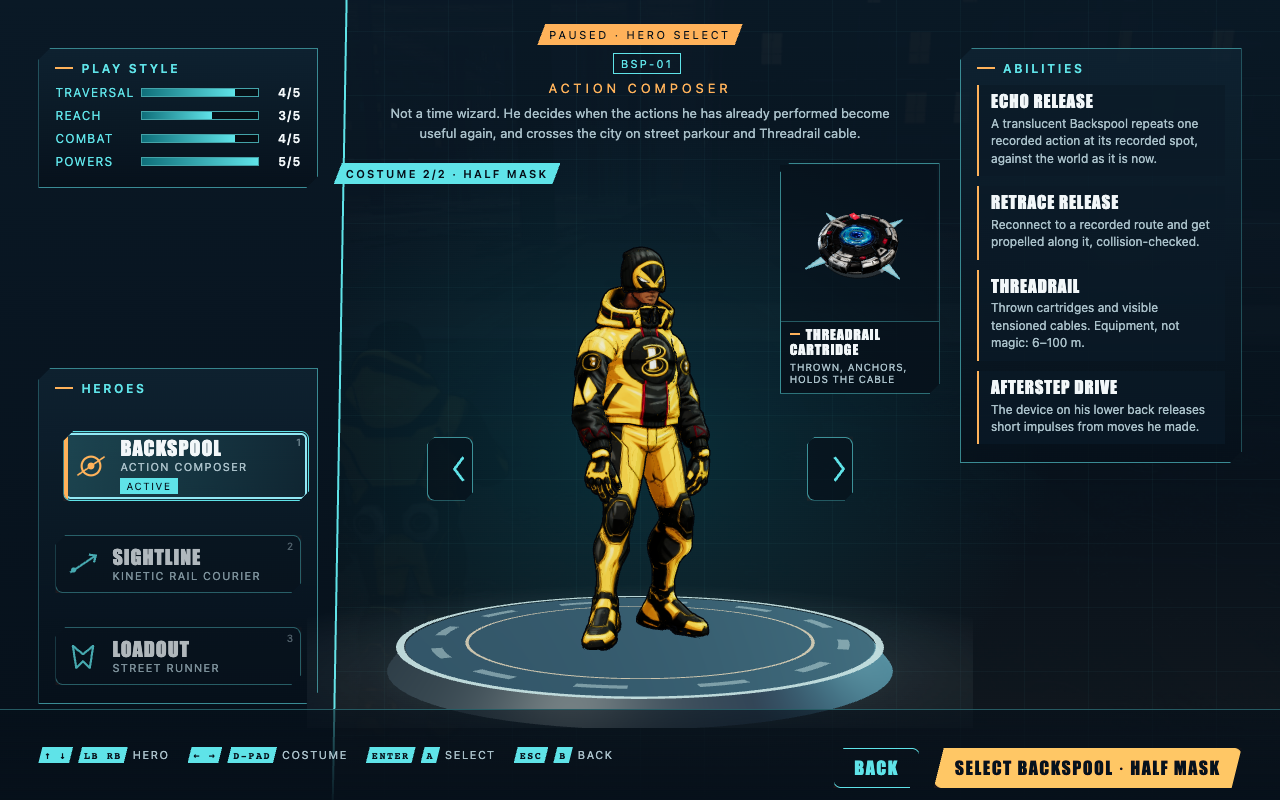 PAUSED · HERO SELECT
BSP-01
ACTION COMPOSER
Not a time wizard. He decides when the actions he has already performed become
useful again, and crosses the city on street parkour and Threadrail cable.
PLAY STYLE
TRAVERSAL 4/5
REACH 3/5
COMBAT 4/5
POWERS 5/5
COSTUME 2/2 · HALF MASK
THREADRAIL
CARTRIDGE
THROWN, ANCHORS,
HOLDS THE CABLE
B
ABILITIES
ECHO RELEASE
A translucent Backspool repeats one
recorded action at its recorded spot,
against the world as it is now.
RETRACE RELEASE
Reconnect to a recorded route and get
propelled along it, collision-checked.
THREADRAIL
Thrown cartridges and visible
tensioned cables. Equipment, not
magic: 6–100 m.
AFTERSTEP DRIVE
The device on his lower back releases
short impulses from moves he made.
HEROES
BACKSPOOL 1
ACTION COMPOSER
ACTIVE
SIGHTLINE 2
KINETIC RAIL COURIER
LOADOUT 3
STREET RUNNER
↑ ↓ LB RB HERO ← → D-PAD COSTUME ENTER A SELECT ESC B BACK
BACK
SELECT BACKSPOOL · HALF MASK